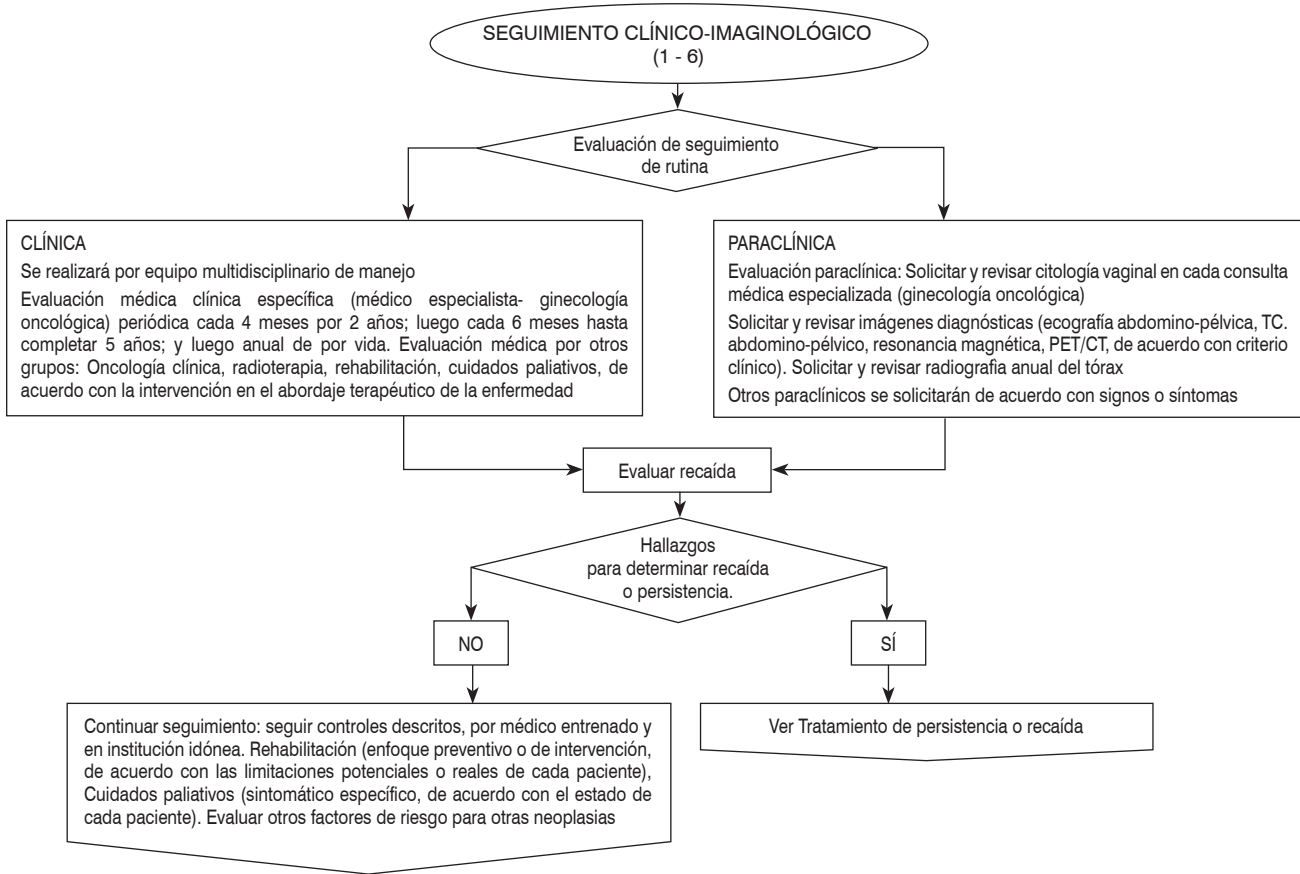 SEGUIMIENTO CLÍNICO-IMAGINOLÓGICO
(1 - 6)
Evaluación de seguimiento
de rutina
CLÍNICA
Se realizará por equipo multidisciplinario de manejo
Evaluación médica clínica específica (médico especialista- ginecología
oncológica) periódica cada 4 meses por 2 años; luego cada 6 meses hasta
completar 5 años; y luego anual de por vida. Evaluación médica por otros
grupos: Oncología clínica, radioterapia, rehabilitación, cuidados paliativos, de
acuerdo con la intervención en el abordaje terapéutico de la enfermedad
PARACLÍNICA
Evaluación paraclínica: Solicitar y revisar citología vaginal en cada consulta
médica especializada (ginecología oncológica)
Solicitar y revisar imágenes diagnósticas (ecografía abdomino-pélvica, TC.
abdomino-pélvico, resonancia magnética, PET/CT, de acuerdo con criterio
clínico). Solicitar y revisar radiografia anual del tórax
Otros paraclínicos se solicitarán de acuerdo con signos o síntomas
Evaluar recaída
Hallazgos
para determinar recaída
o persistencia.
NO
SÍ
Continuar seguimiento: seguir controles descritos, por médico entrenado y
en institución idónea. Rehabilitación (enfoque preventivo o de intervención,
de acuerdo con las limitaciones potenciales o reales de cada paciente),
Cuidados paliativos (sintomático específico, de acuerdo con el estado de
cada paciente). Evaluar otros factores de riesgo para otras neoplasias
Ver Tratamiento de persistencia o recaída